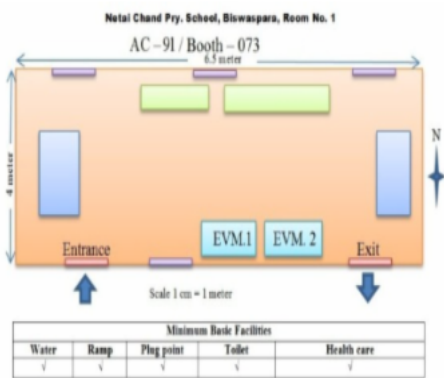 Netai Chand Pry. School, Biswaspara, Room No. 1
AC – 91 / Booth – 073
6.5 meter
4 meter
N
EVM.1 EVM. 2
Entrance Exit
Scale 1 cm = 1 meter
Minimum Basic Facilities
Water Ramp Plug point Toilet Health care
√ √ √ √ √